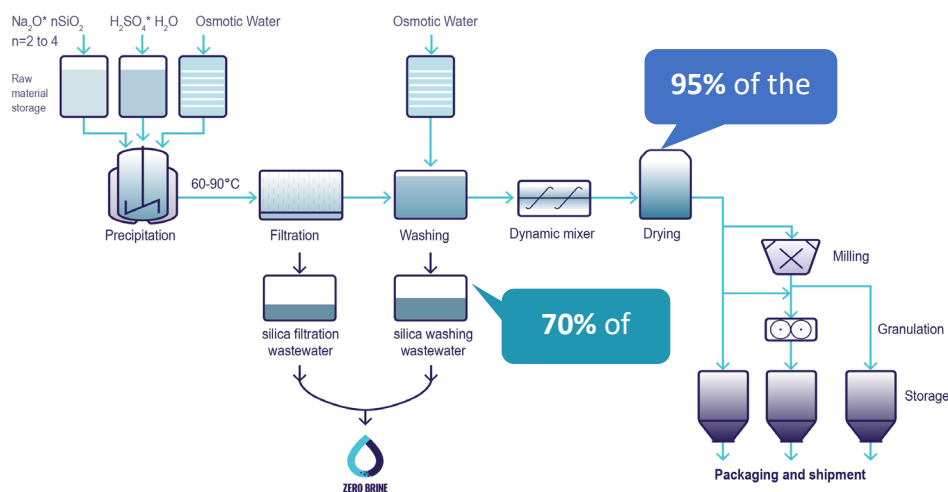 Na₂O* nSiO₂
n=2 to 4
H₂SO₄* H₂O
Osmotic Water
Osmotic Water
Raw
material
storage
95% of the
60-90°C
Precipitation
Filtration
Washing
Dynamic mixer
Drying
Milling
70% of
silica filtration
wastewater
silica washing
wastewater
Granulation
Storage
Packaging and shipment
ZERO BRINE